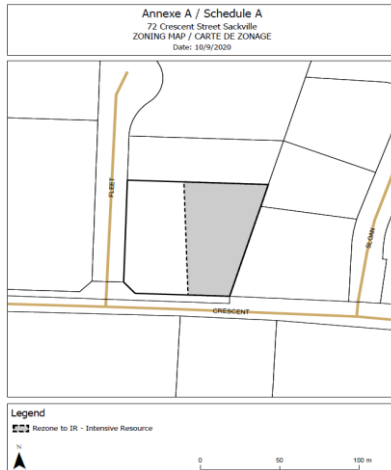 Annexe A / Schedule A
72 Crescent Street Sackville
ZONING MAP / CARTE DE ZONAGE
Date: 10/9/2020
FLEET
SLOAN
CRESCENT
Legend
Rezone to IR - Intensive Resource
N
0 50 100 m